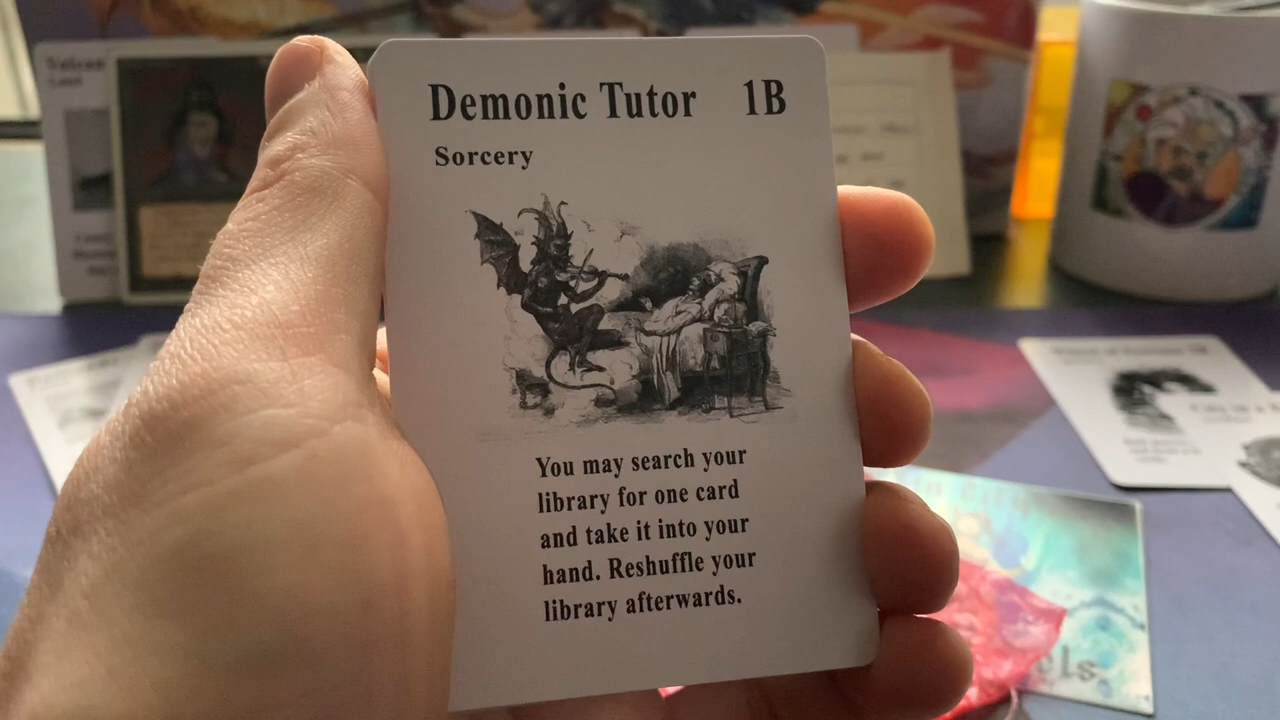 Demonic Tutor 1B
Sorcery
You may search your
library for one card
and take it into your
hand. Reshuffle your
library afterwards.